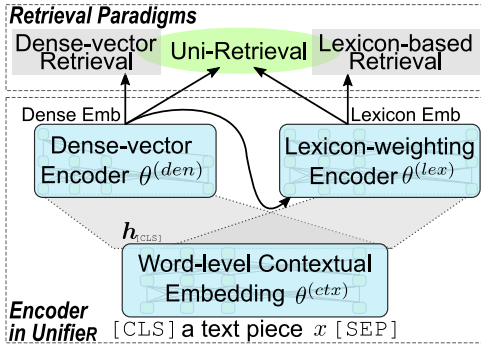 Retrieval Paradigms
Dense-vector Retrieval
Uni-Retrieval
Lexicon-based Retrieval
Dense Emb
Lexicon Emb
Dense-vector
Encoder θ(den)
Lexicon-weighting
Encoder θ(lex)
h[CLS]
Word-level Contextual
Embedding θ(ctx)
Encoder
in UnifieR
[CLS] a text piece x [SEP]